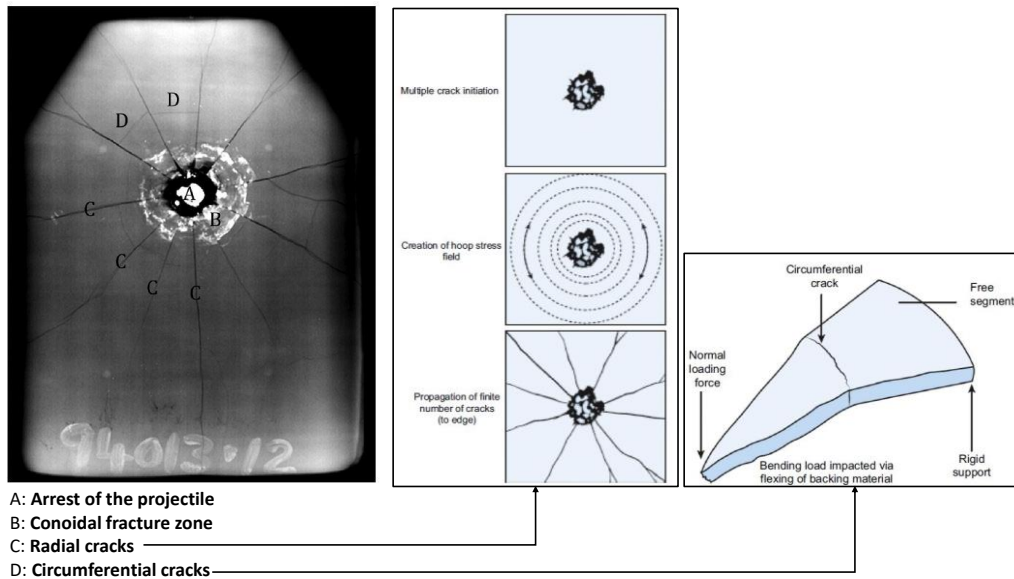 D
D
A
B
C
C
C
C
94013·12
A: Arrest of the projectile
B: Conoidal fracture zone
C: Radial cracks
D: Circumferential cracks
Multiple crack initiation
Creation of hoop stress
field
Propagation of finite
number of cracks
(to edge)
Circumferential
crack
Free
segment
Normal
loading
force
Bending load impacted via
flexing of backing material
Rigid
support